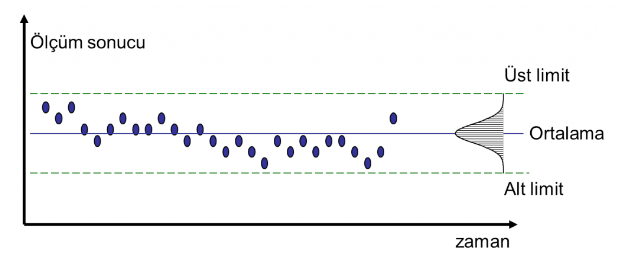 Ölçüm sonucu
Üst limit
Ortalama
Alt limit
zaman